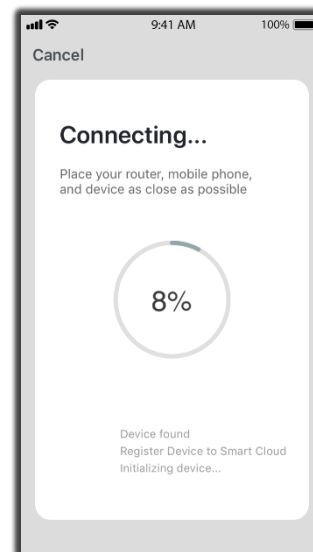 9:41 AM
100%
Cancel
Connecting...
Place your router, mobile phone,
and device as close as possible
8%
Device found
Register Device to Smart Cloud
Initializing device...